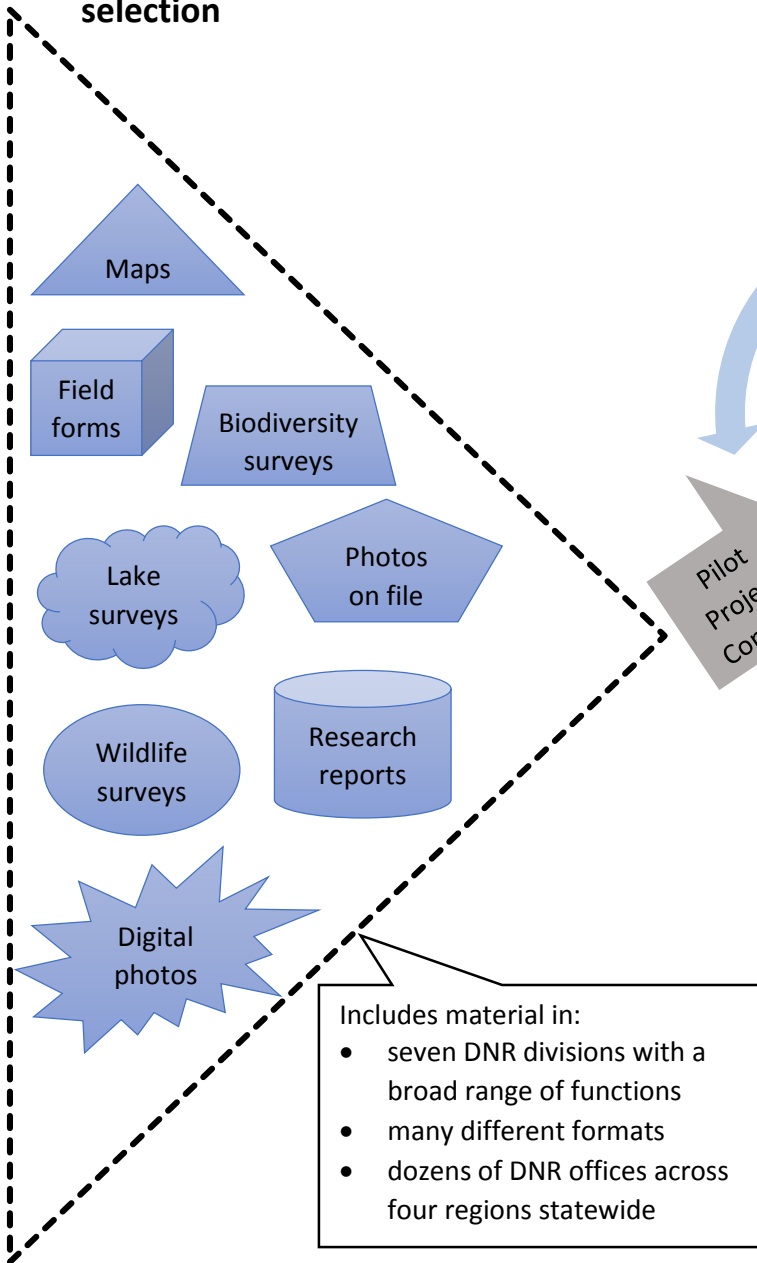 selection
Maps
Field
forms
Biodiversity
surveys
Lake
surveys
Photos
on file
Wildlife
surveys
Research
reports
Digital
photos
Pilot
Proje
Cor
Includes material in:
• seven DNR divisions with a
broad range of functions
• many different formats
• dozens of DNR offices across
four regions statewide